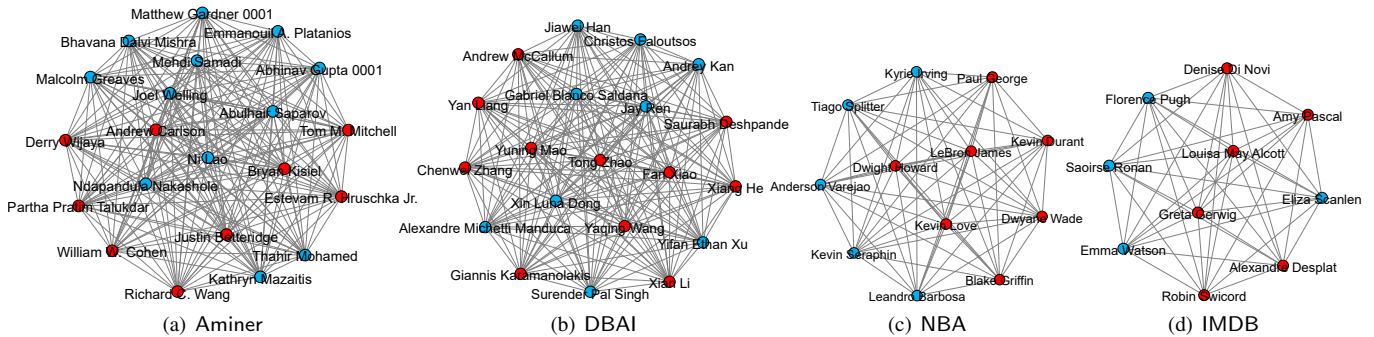 Matthew Gardner 0001
Emmanouil A. Platanios
Bhavana Dalvi Mishra
Mehdi Samadi
Abhinav Gupta 0001
Malcolm Greaves
Joel Welling
Abulhair Saparov
Andrew Carlson
Tom M. Mitchell
Derry Wijaya
Ni Lao
Bryan Kisiel
Ndapandula Nakashole
Estevam R. Hruschka Jr.
Partha Pratim Talukdar
Justin Betteridge
William W. Cohen
Thahir Mohamed
Kathryn Mazaitis
Richard C. Wang
(a) Aminer
Jiawei Han
Christos Faloutsos
Andrew McCallum
Andrey Kan
Gabriel Blanco Saldana
Yan Liang
Jay Ren
Saurabh Deshpande
Yuning Mao
Tong Zhao
Chenwei Zhang
Fan Xiao
Xiang He
Xin Luna Dong
Alexandre Michetti Manduca
Yaqing Wang
Yifan Ethan Xu
Giannis Karamanolakis
Xian Li
Surender Pal Singh
(b) DBAI
Kyrie Irving
Paul George
Tiago Splitter
Kevin Durant
LeBron James
Dwight Howard
Anderson Varejao
Dwyane Wade
Kevin Love
Kevin Seraphin
Blake Griffin
Leandro Barbosa
(c) NBA
Denise Di Novi
Florence Pugh
Amy Pascal
Louisa May Alcott
Saoirse Ronan
Eliza Scanlen
Greta Gerwig
Emma Watson
Alexandre Desplat
Robin Swicord
(d) IMDB